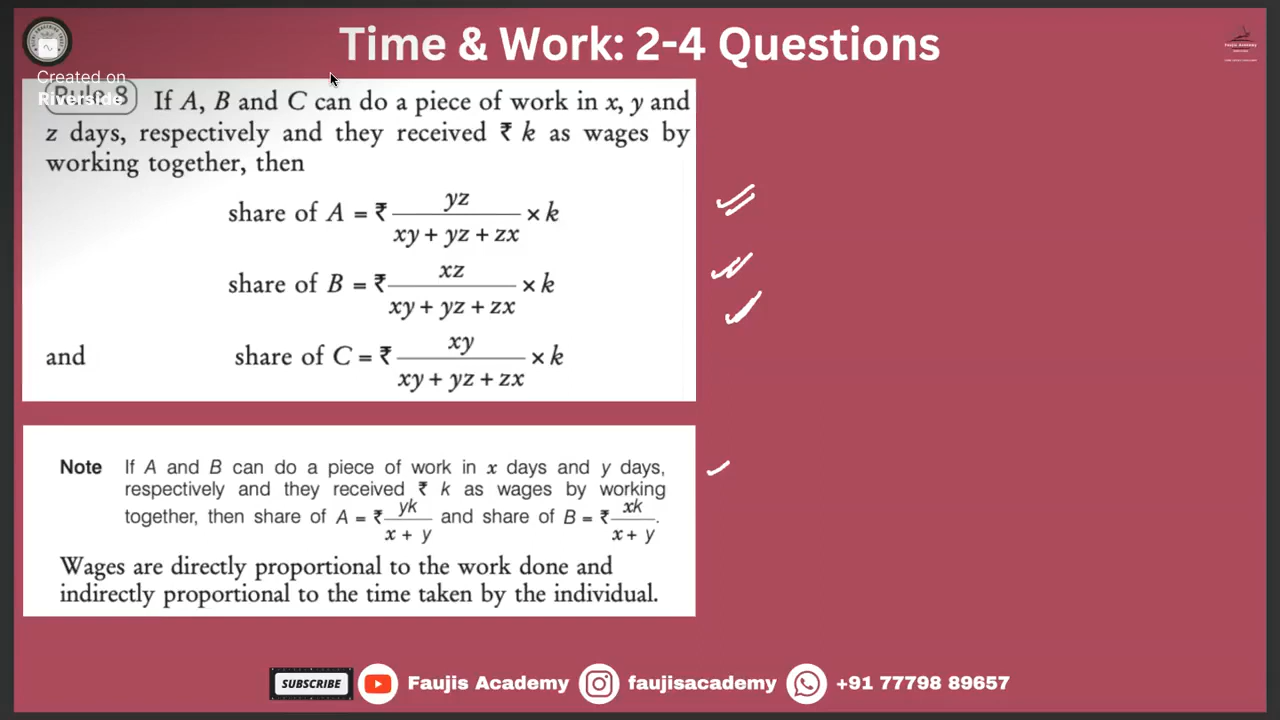 Time & Work: 2-4 Questions
Created on
Riverside
Rule 8 If A, B and C can do a piece of work in x, y and
z days, respectively and they received ₹ k as wages by
working together, then
share of A = ₹ yz / (xy + yz + zx) × k
share of B = ₹ xz / (xy + yz + zx) × k
and share of C = ₹ xy / (xy + yz + zx) × k
Note If A and B can do a piece of work in x days and y days,
respectively and they received ₹ k as wages by working
together, then share of A = ₹ yk / (x + y) and share of B = ₹ xk / (x + y).
Wages are directly proportional to the work done and
indirectly proportional to the time taken by the individual.
SUBSCRIBE Faujis Academy faujisacademy +91 77798 89657